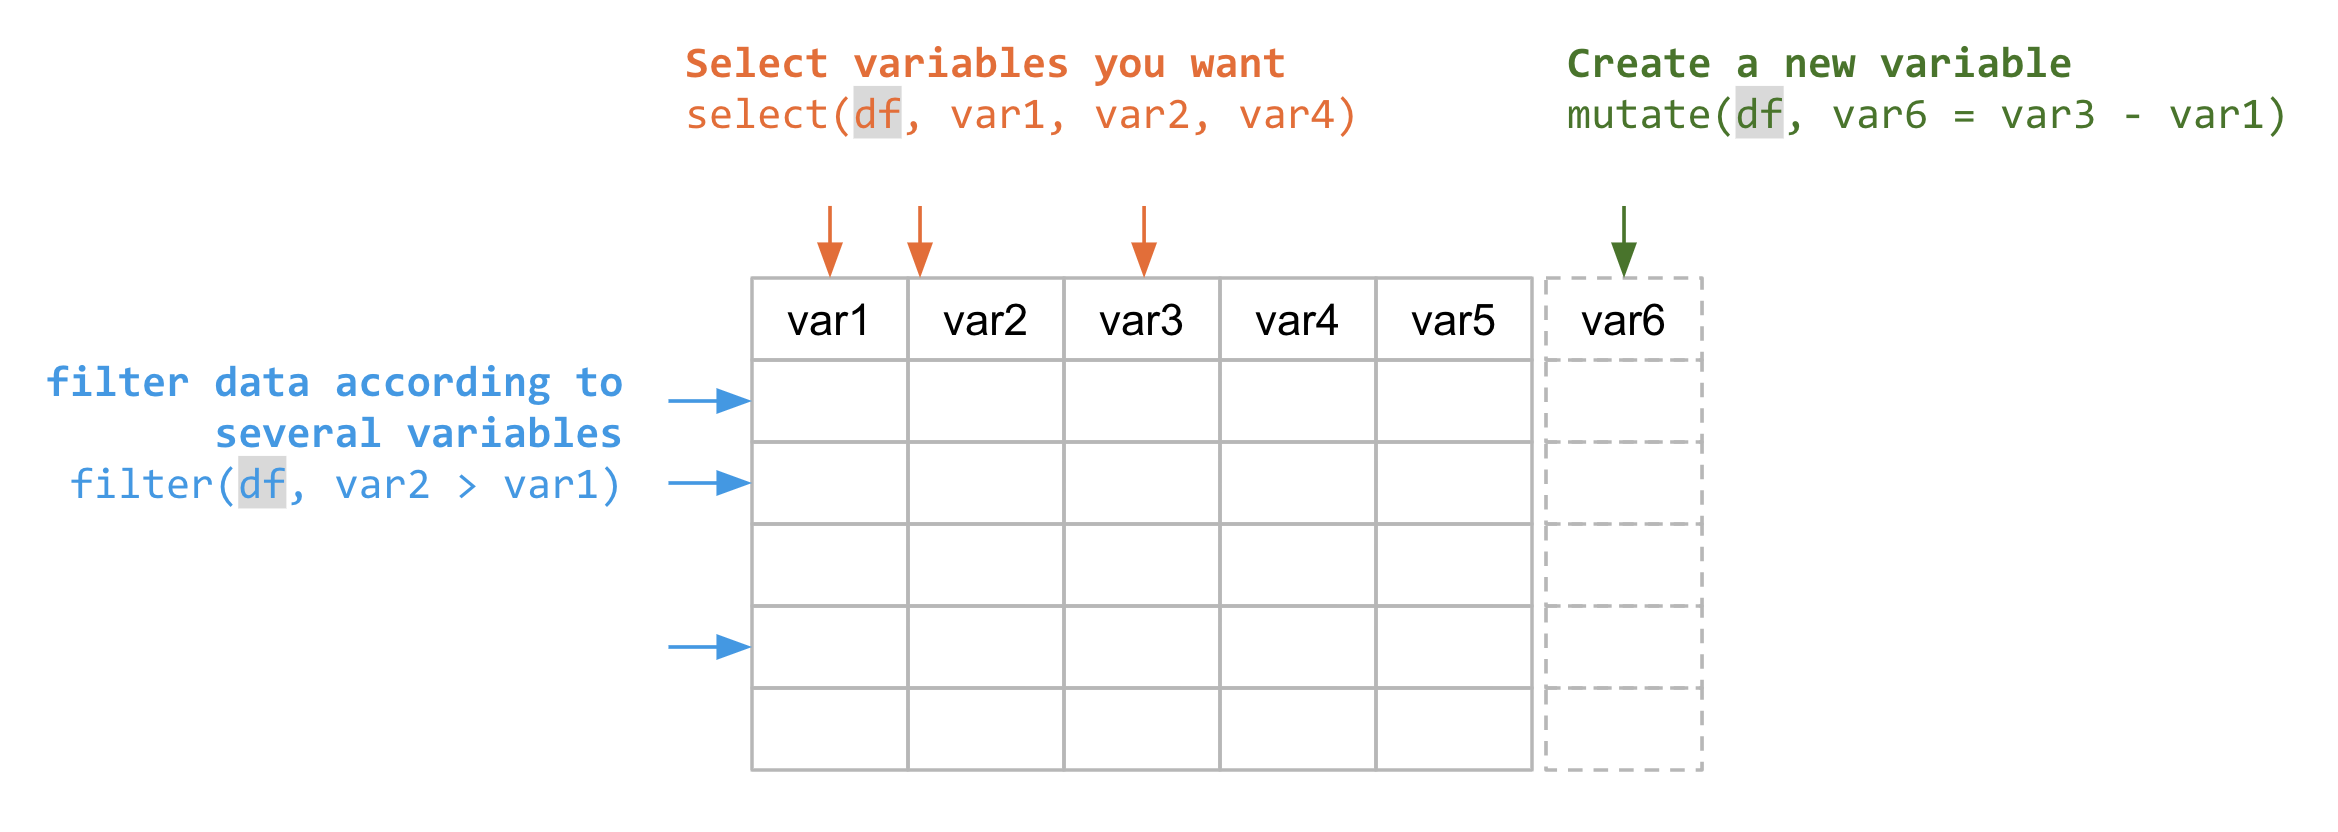 Select variables you want
select(df, var1, var2, var4)
Create a new variable
mutate(df, var6 = var3 - var1)
var1 var2 var3 var4 var5 var6
filter data according to
several variables
filter(df, var2 > var1)